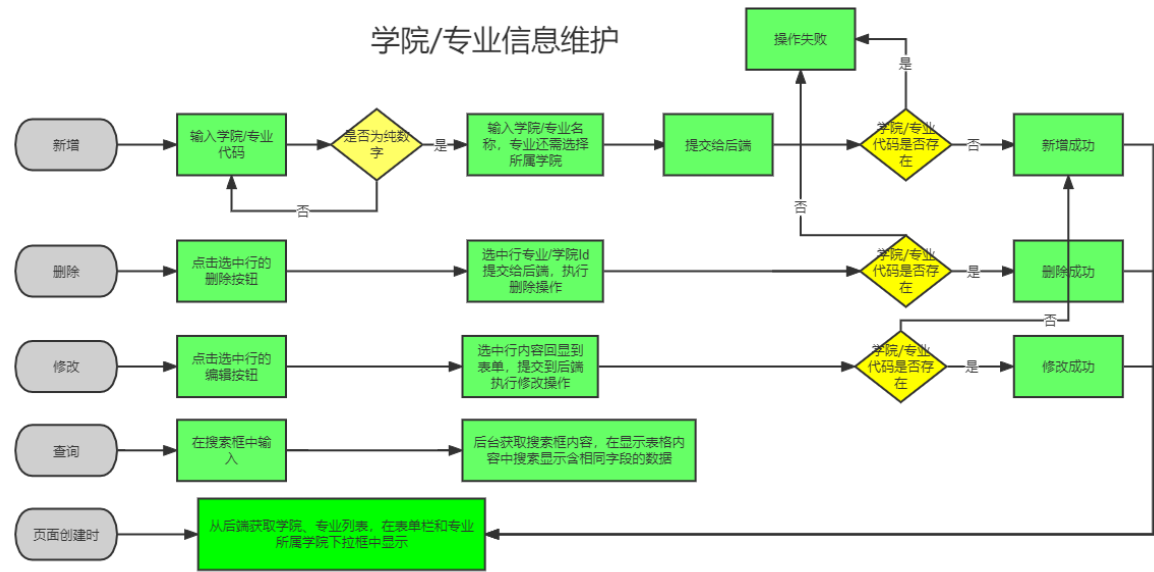 学院/专业信息维护
操作失败
是
新增
输入学院/专业
代码
是否为纯数
字
是
输入学院/专业名
称，专业还需选择
所属学院
提交给后端
学院/专业
代码是否存
在
否
新增成功
否
否
删除
点击选中行的
删除按钮
选中行专业/学院Id
提交给后端，执行
删除操作
学院/专业
代码是否存
在
是
删除成功
否
修改
点击选中行的
编辑按钮
选中行内容回显到
表单，提交到后端
执行修改操作
学院/专业
代码是否存
在
是
修改成功
查询
在搜索框中输
入
后台获取搜索框内容，在显示表格内
容中搜索显示含相同字段的数据
页面创建时
从后端获取学院、专业列表，在表单栏和专业
所属学院下拉框中显示